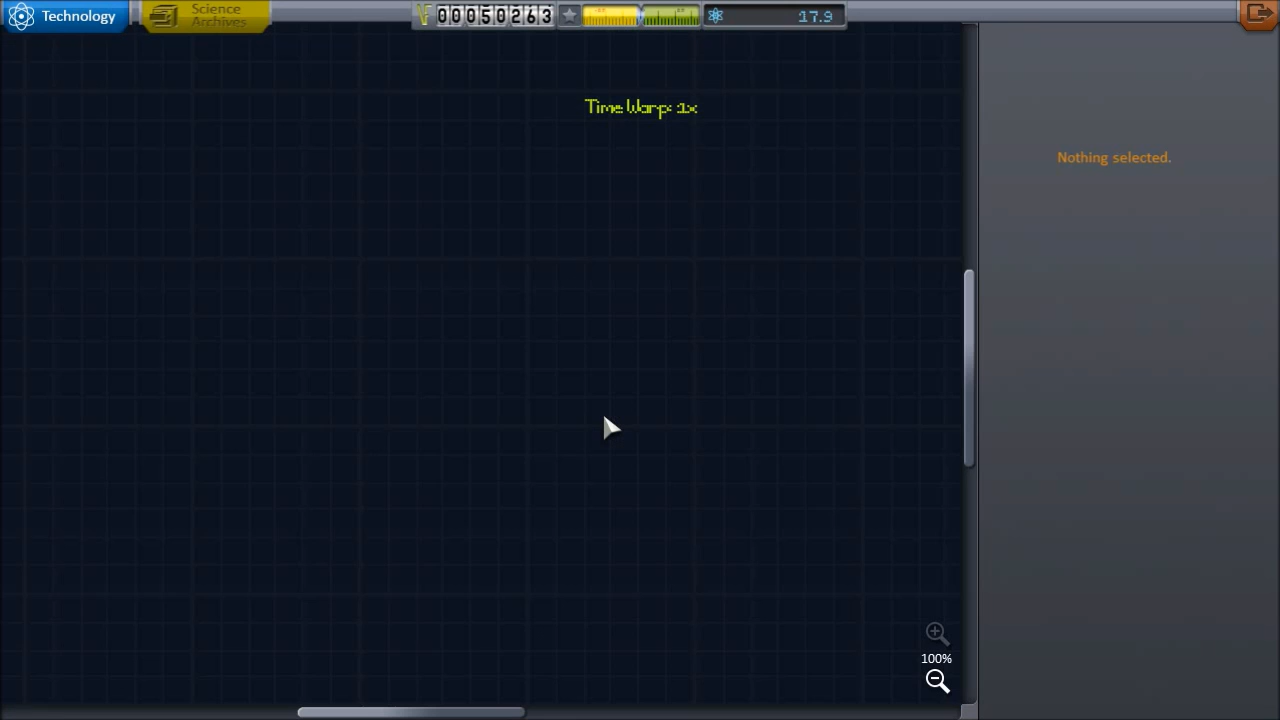 Technology
Science
Archives
00050263
17.9
Time Warp: 1x
Nothing selected.
100%